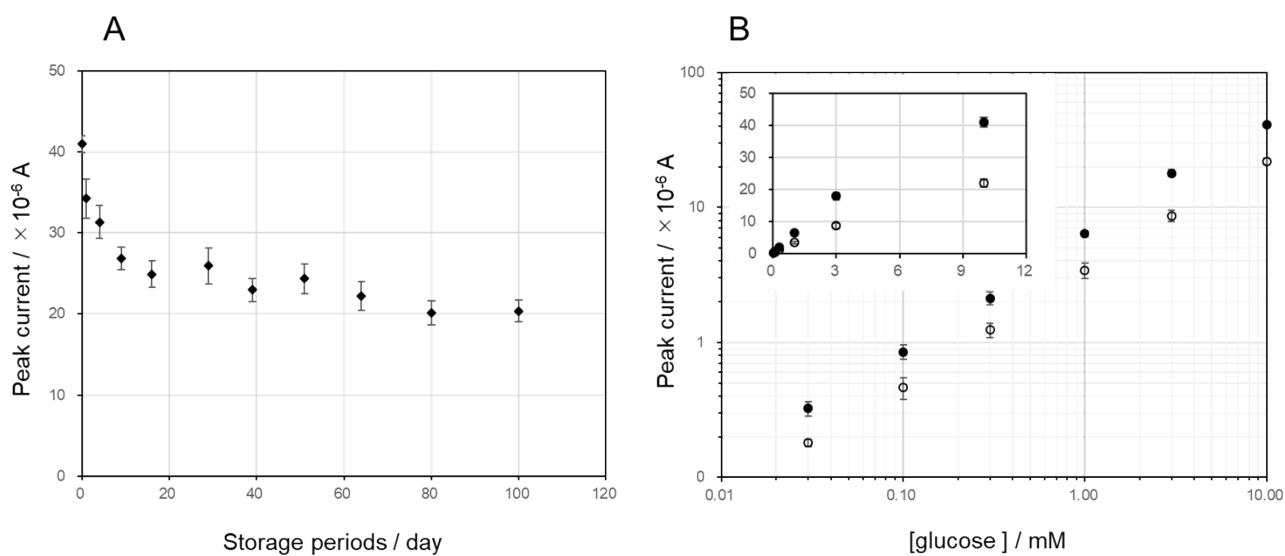 A
Peak current / × 10-6 A
50
40
30
20
10
0
0 20 40 60 80 100 120
Storage periods / day
B
Peak current / × 10-6 A
100
10
1
0
0.01 0.10 1.00 10.00
[glucose ] / mM
50
40
30
20
10
0
0 3 6 9 12